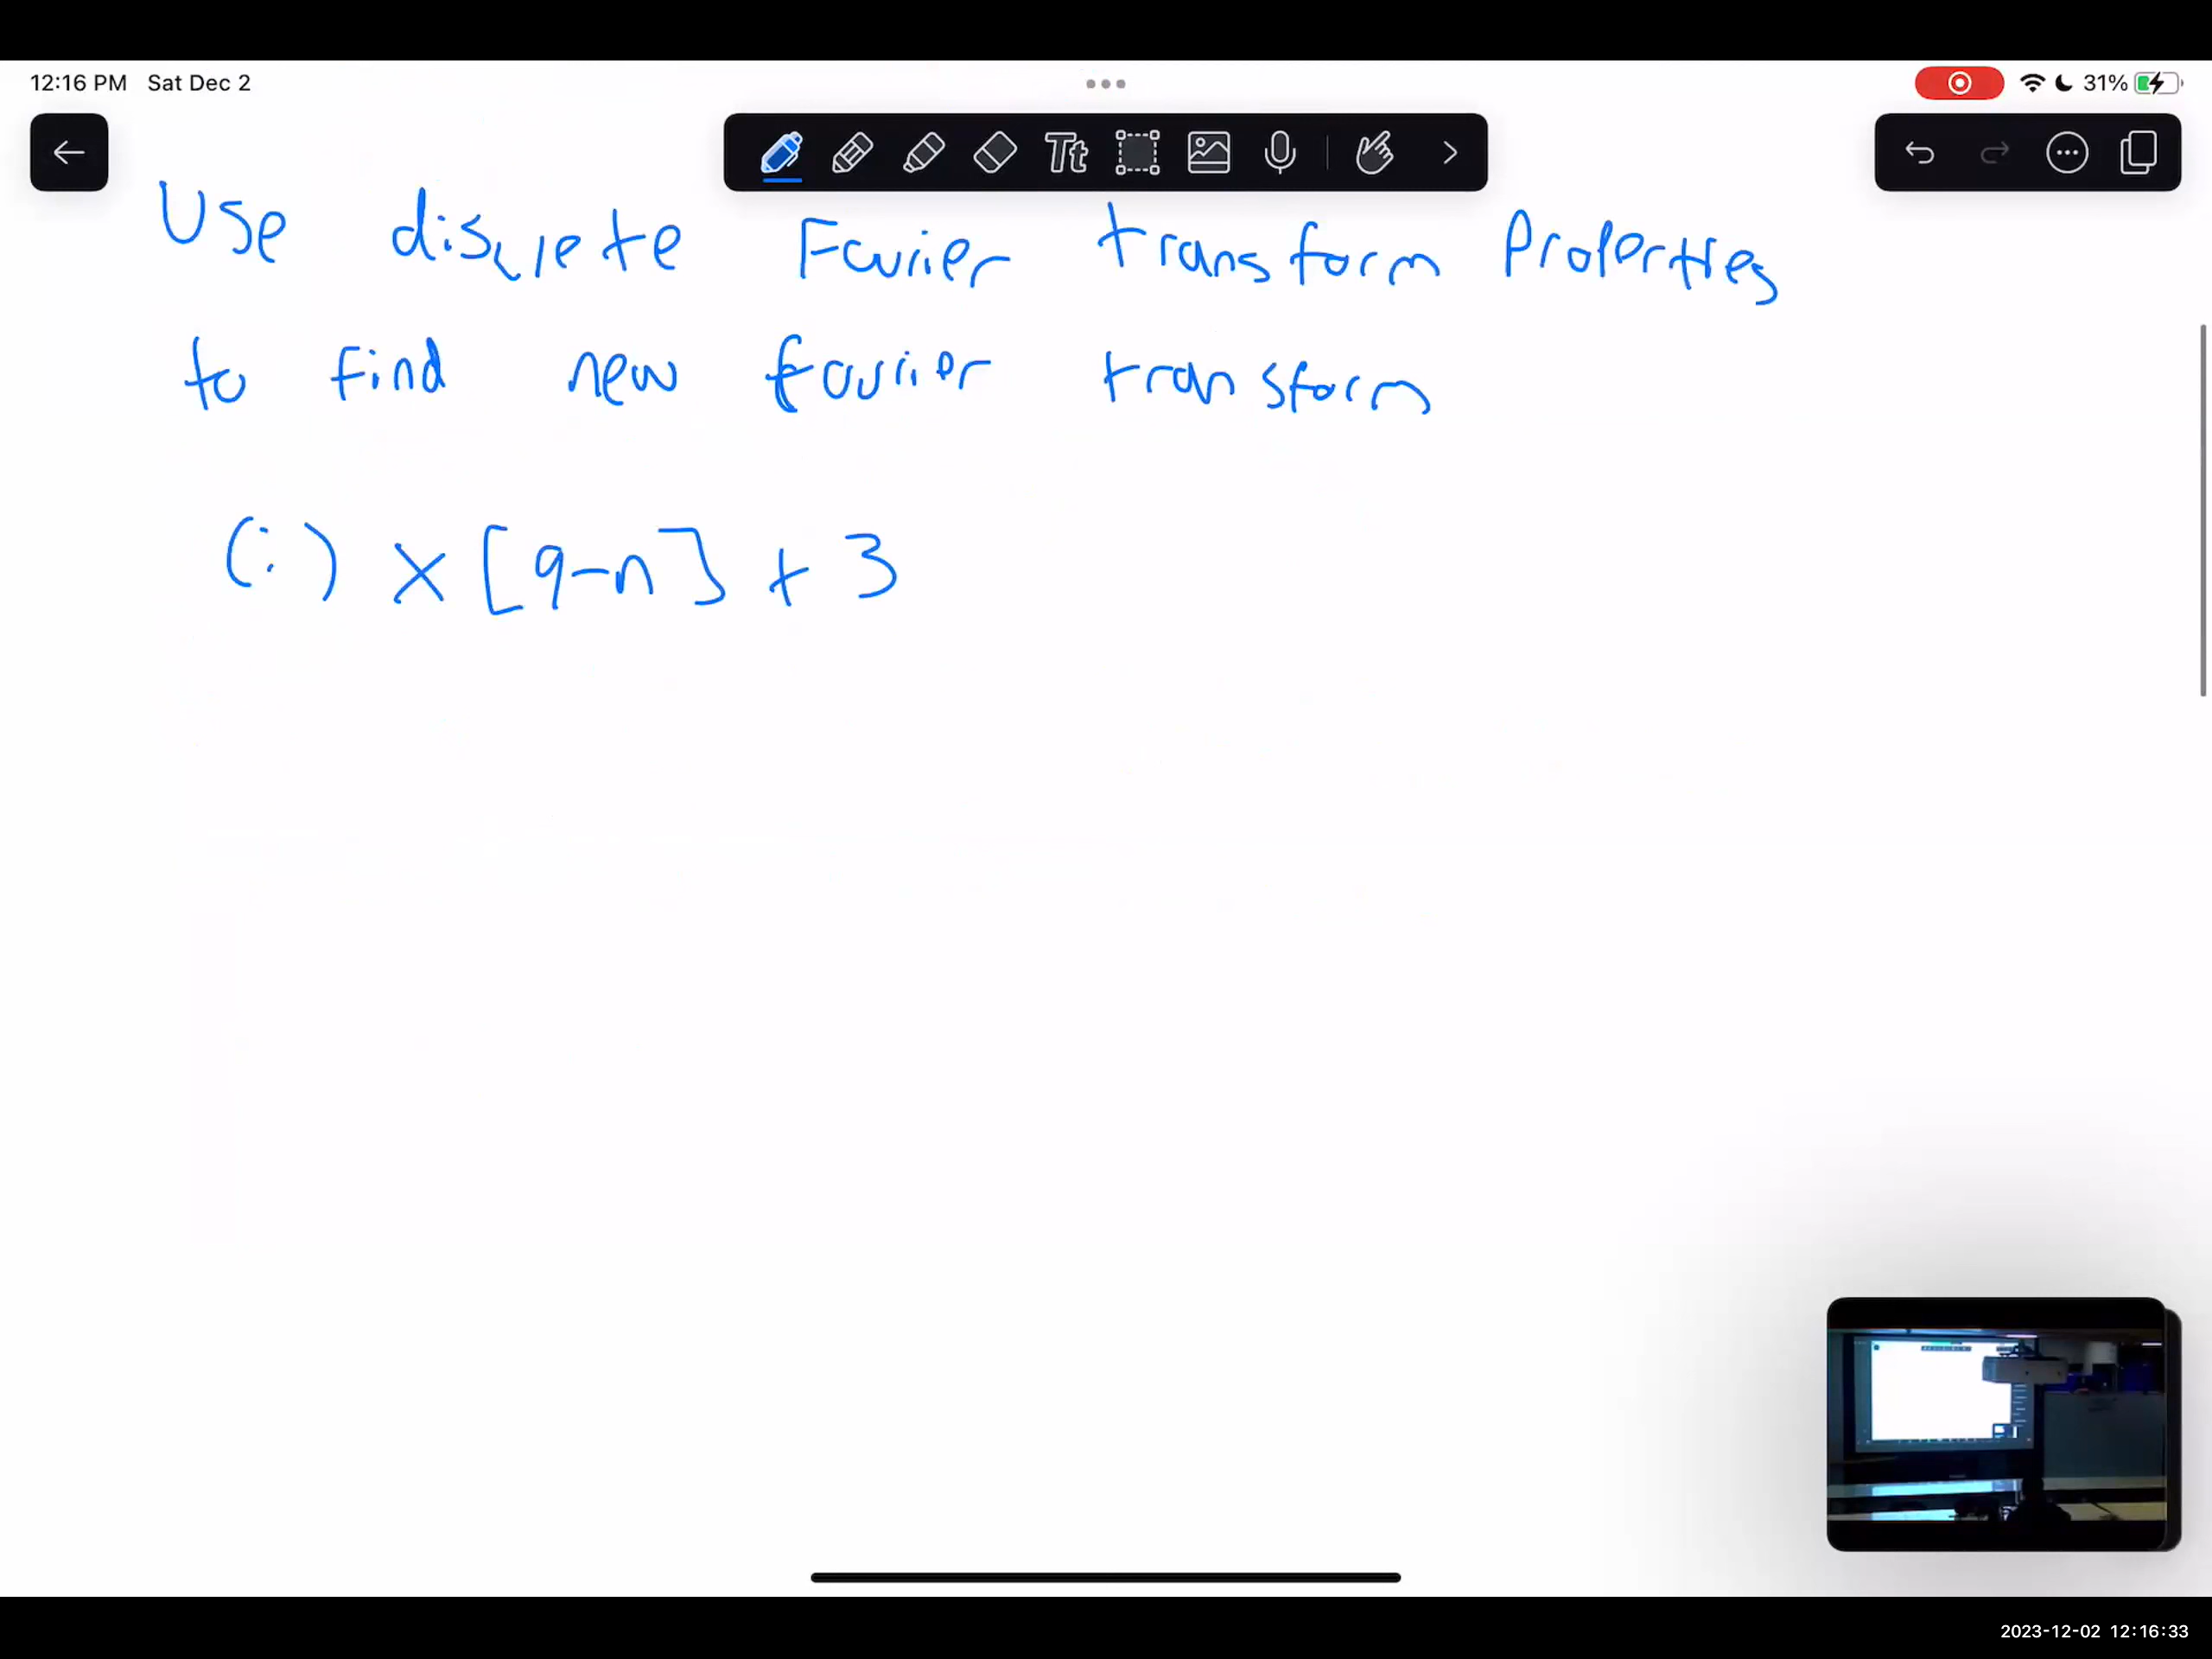 12:16 PM Sat Dec 2
31%
Tt
Use discrete Fourier transform Properties
to find new fourier transform
(i) x[9-n] + 3
2023-12-02 12:16:33